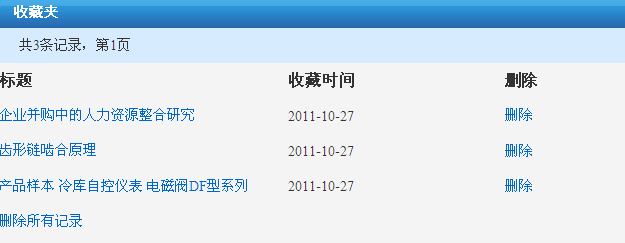 收藏夹
共3条记录，第1页
标题 收藏时间 删除
企业并购中的人力资源整合研究 2011-10-27 删除
齿形链啮合原理 2011-10-27 删除
产品样本 冷库自控仪表 电磁阀DF型系列 2011-10-27 删除
删除所有记录